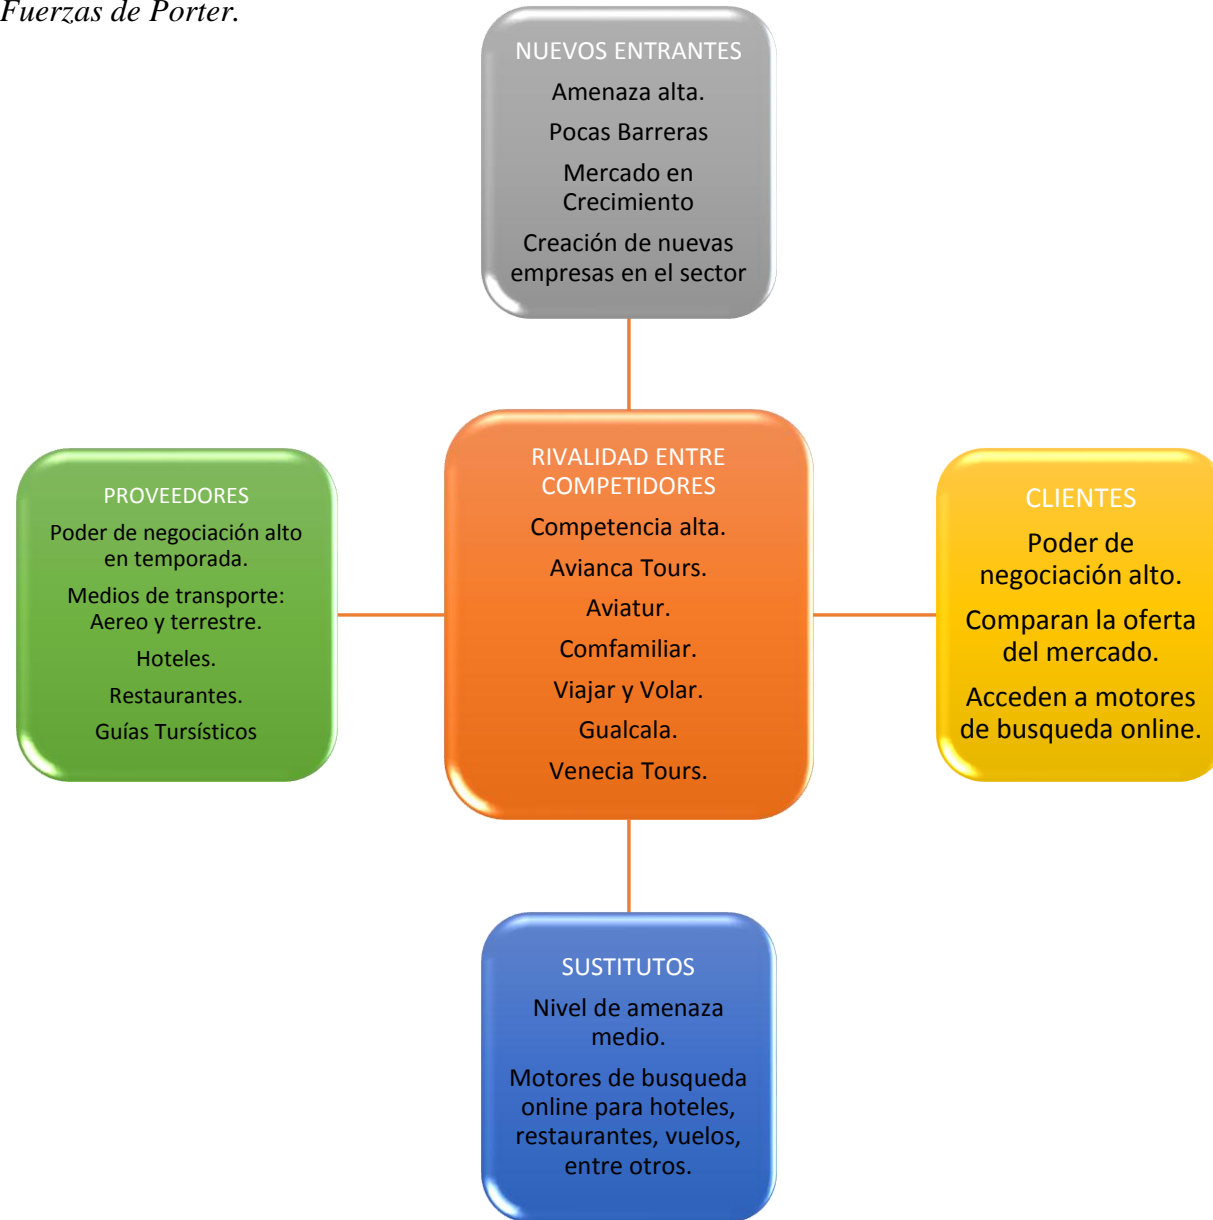 Fuerzas de Porter.
NUEVOS ENTRANTES
Amenaza alta.
Pocas Barreras
Mercado en
Crecimiento
Creación de nuevas
empresas en el sector
PROVEEDORES
Poder de negociación alto
en temporada.
Medios de transporte:
Aereo y terrestre.
Hoteles.
Restaurantes.
Guías Tursísticos
RIVALIDAD ENTRE
COMPETIDORES
Competencia alta.
Avianca Tours.
Aviatur.
Comfamiliar.
Viajar y Volar.
Gualcala.
Venecia Tours.
CLIENTES
Poder de
negociación alto.
Comparan la oferta
del mercado.
Acceden a motores
de busqueda online.
SUSTITUTOS
Nivel de amenaza
medio.
Motores de busqueda
online para hoteles,
restaurantes, vuelos,
entre otros.